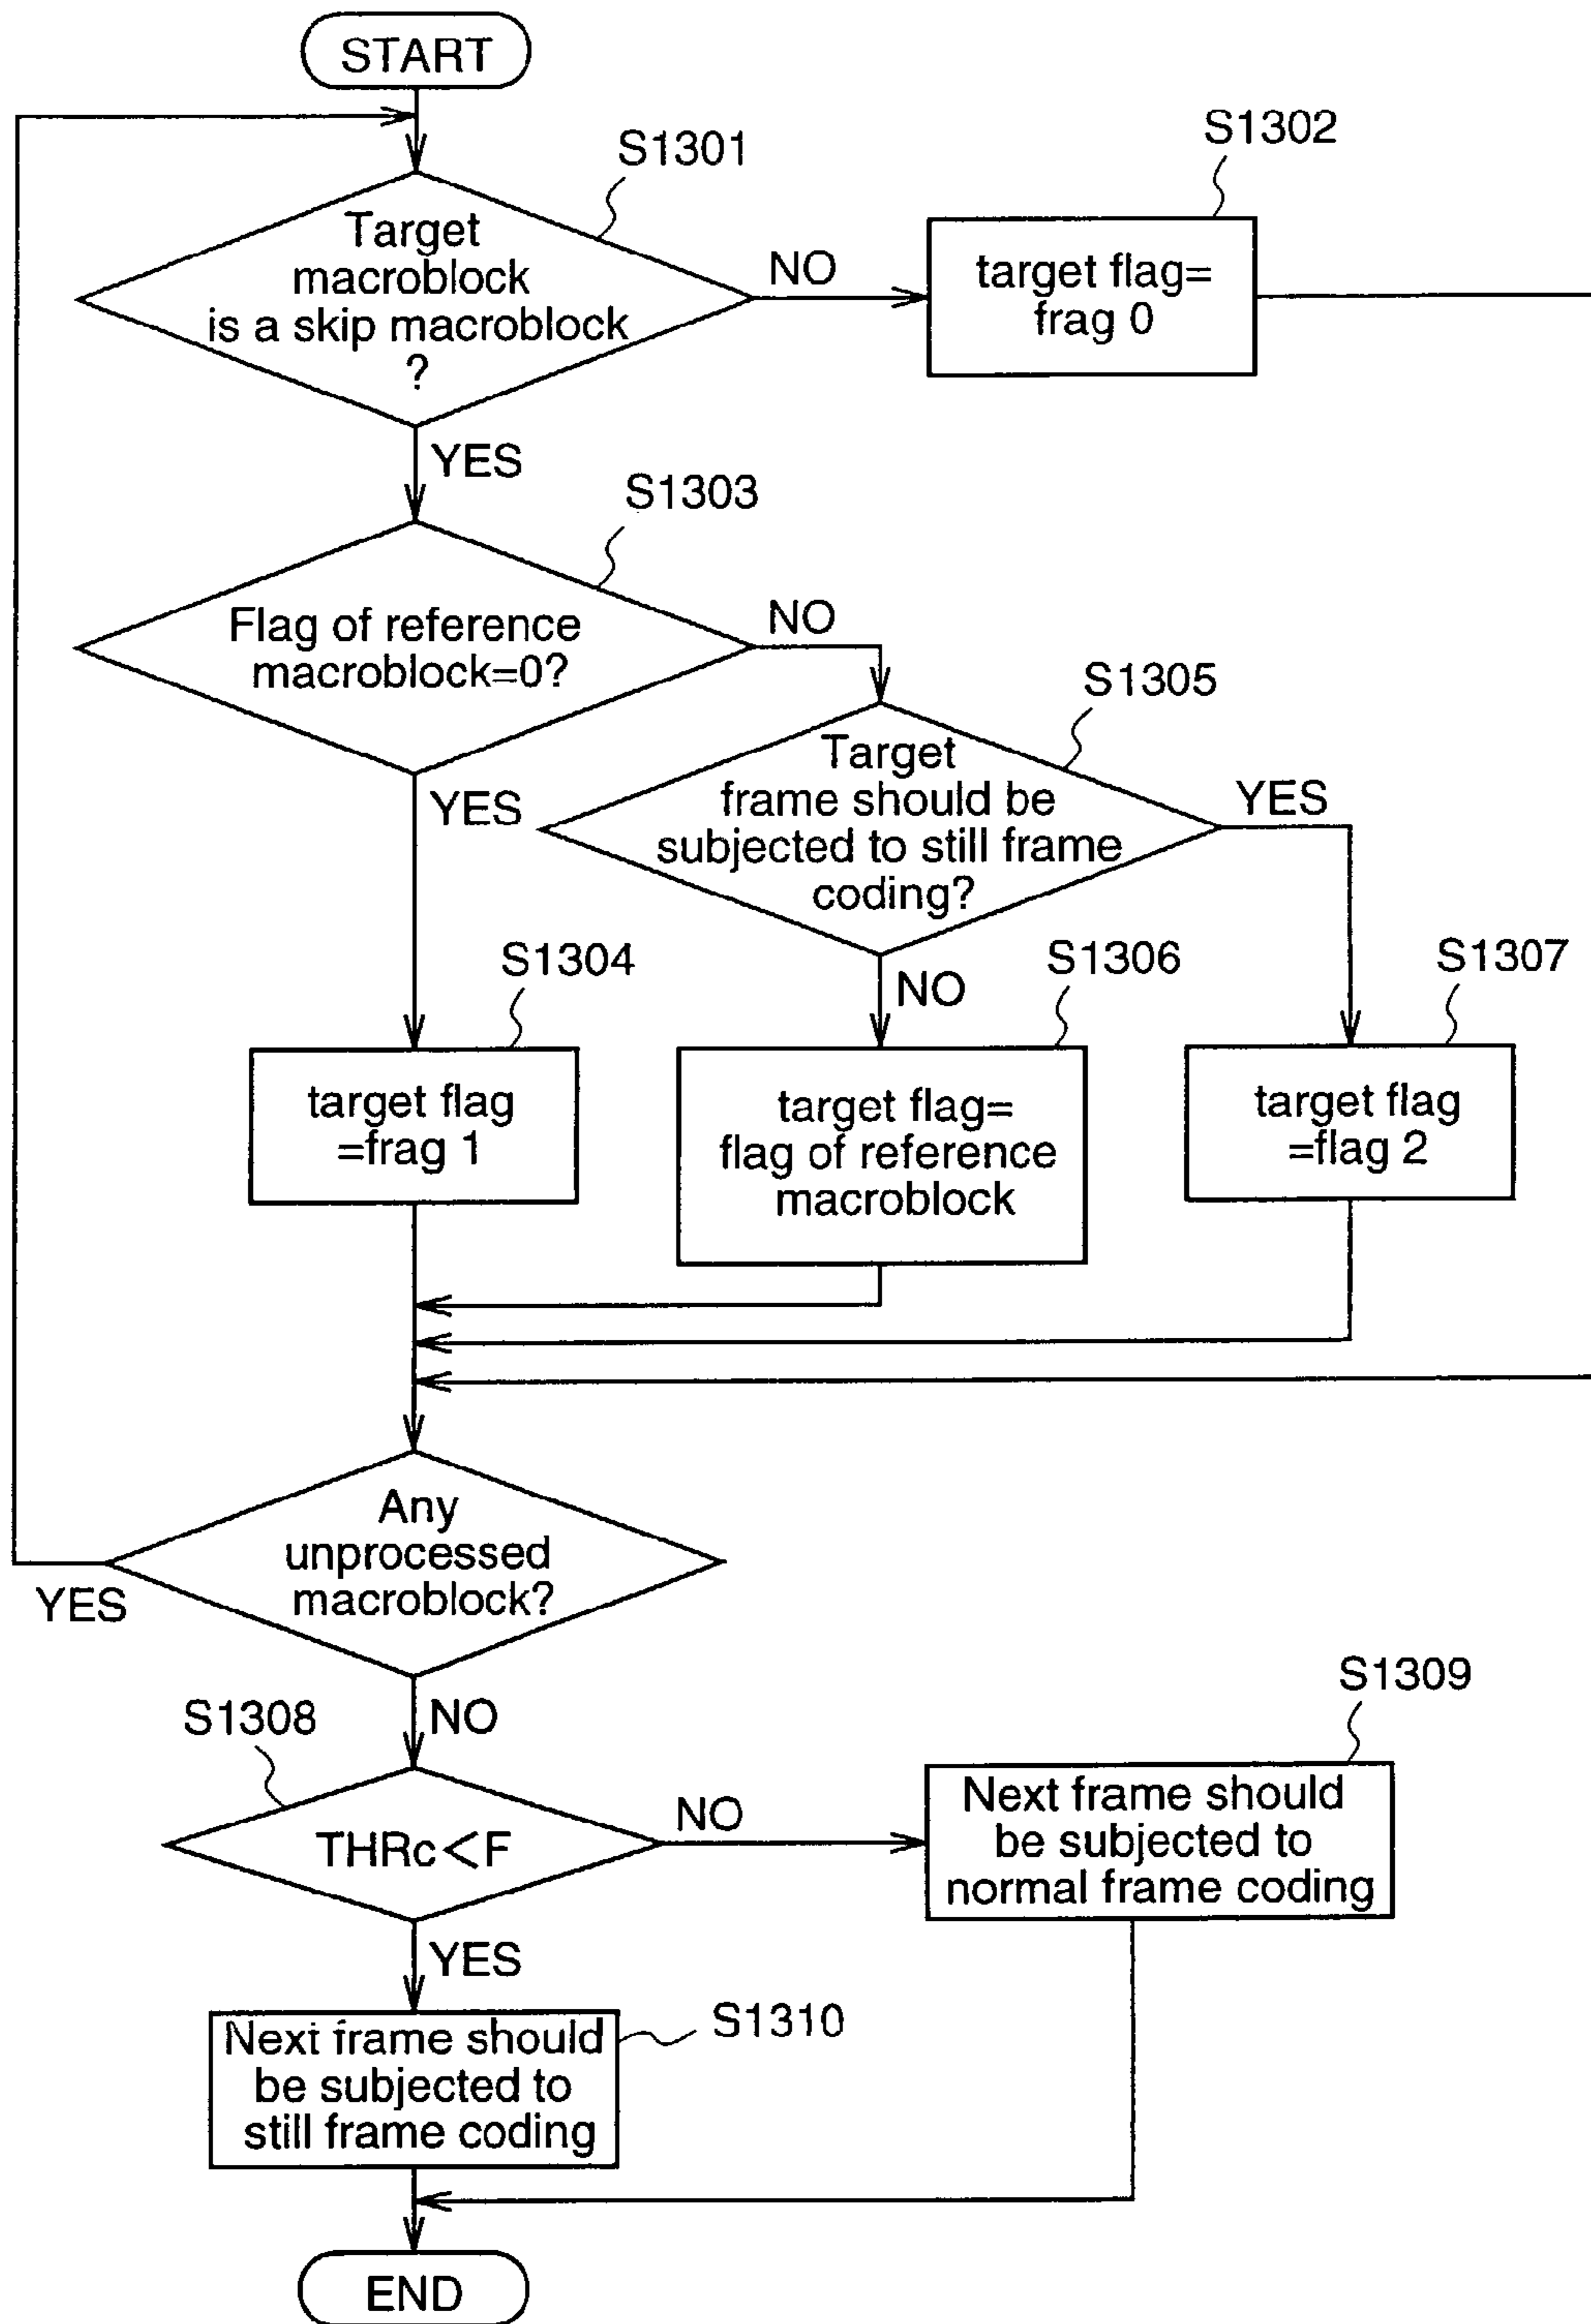 START
S1301
S1302
Target
macroblock
is a skip macroblock
?
NO
target flag=
frag 0
YES
S1303
Flag of reference
macroblock=0?
NO
S1305
Target
frame should be
subjected to still frame
coding?
YES
YES
S1304
NO
S1306
S1307
target flag
=frag 1
target flag=
flag of reference
macroblock
target flag
=flag 2
Any
unprocessed
macroblock?
YES
NO
S1308
THRc<F
NO
S1309
Next frame should
be subjected to
normal frame coding
YES
S1310
Next frame should
be subjected to
still frame coding
END